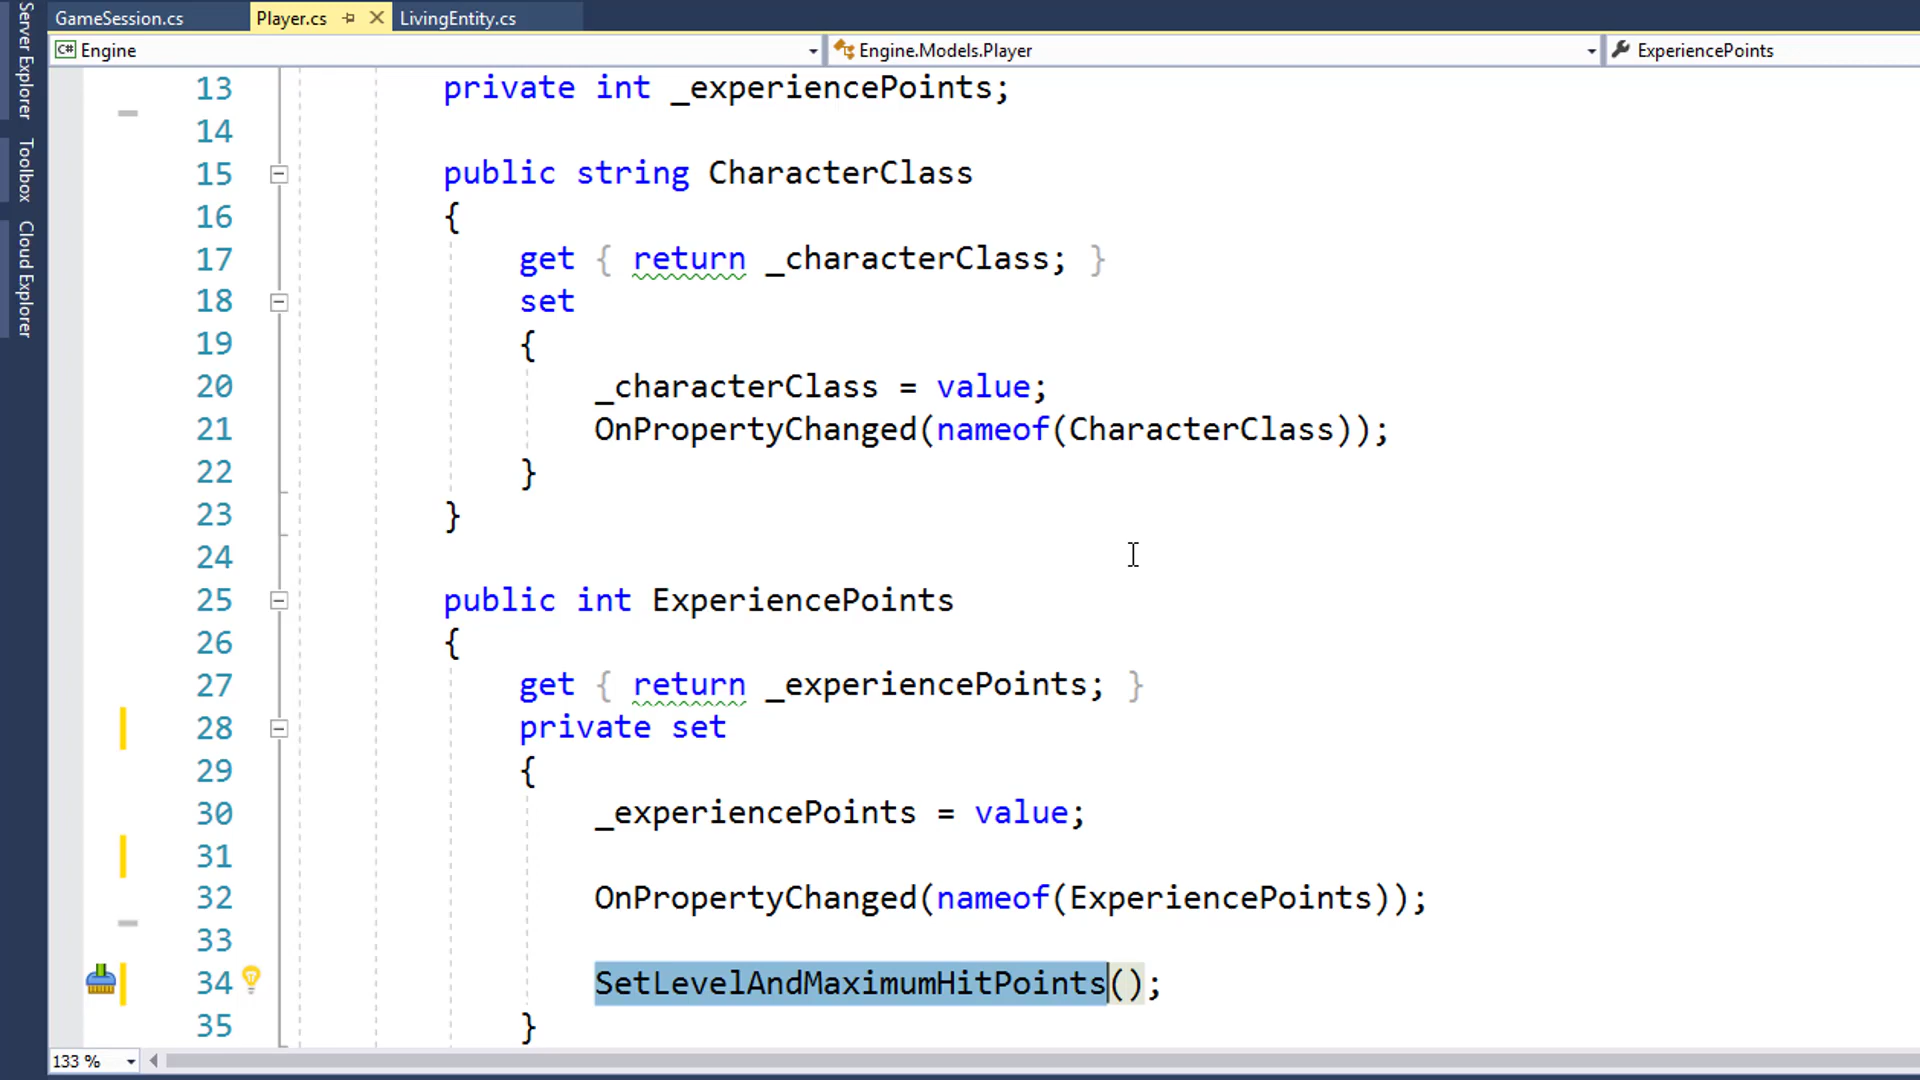 GameSession.cs Player.cs LivingEntity.cs
C# Engine Engine.Models.Player ExperiencePoints
Server Explorer
Toolbox
Cloud Explorer
13 private int _experiencePoints;
14
15 public string CharacterClass
16 {
17 get { return _characterClass; }
18 set
19 {
20 _characterClass = value;
21 OnPropertyChanged(nameof(CharacterClass));
22 }
23 }
24
25 public int ExperiencePoints
26 {
27 get { return _experiencePoints; }
28 private set
29 {
30 _experiencePoints = value;
31
32 OnPropertyChanged(nameof(ExperiencePoints));
33
34 SetLevelAndMaximumHitPoints();
35 }
133 %